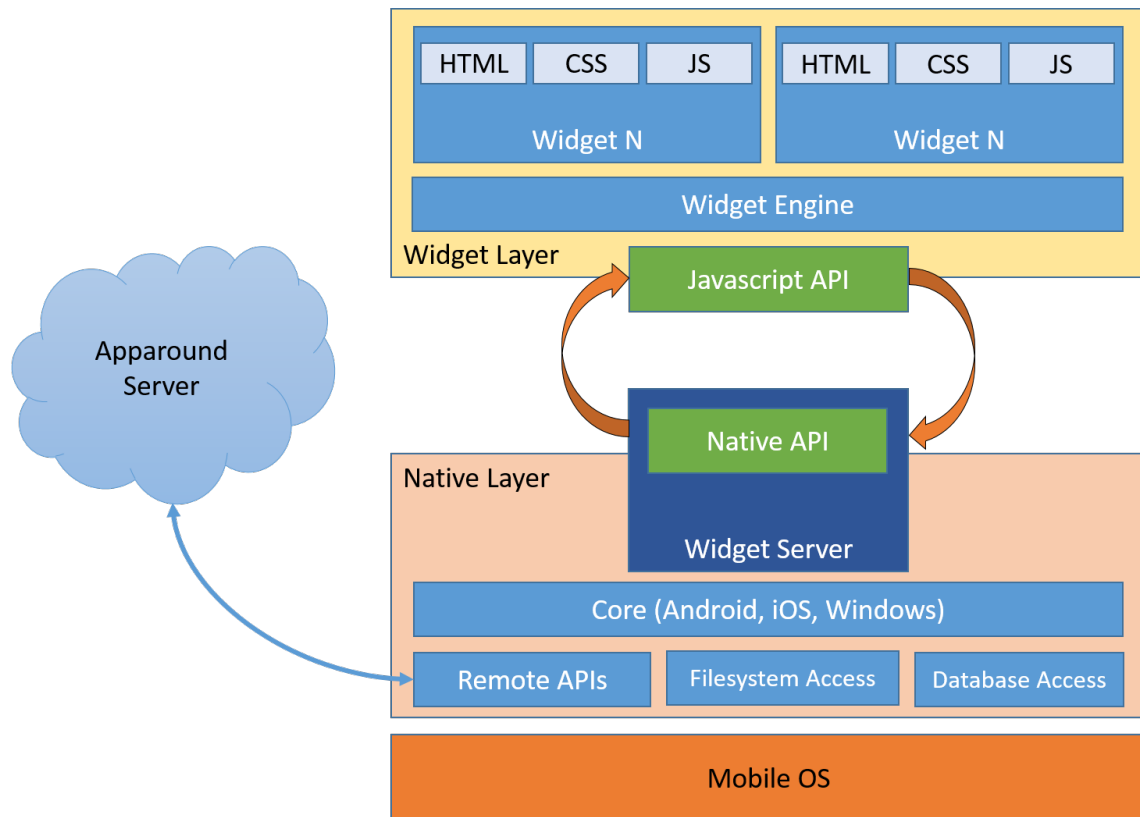 HTML CSS JS HTML CSS JS
Widget N Widget N
Widget Engine
Widget Layer
Javascript API
Apparound
Server
Native API
Native Layer
Widget Server
Core (Android, iOS, Windows)
Remote APIs Filesystem Access Database Access
Mobile OS